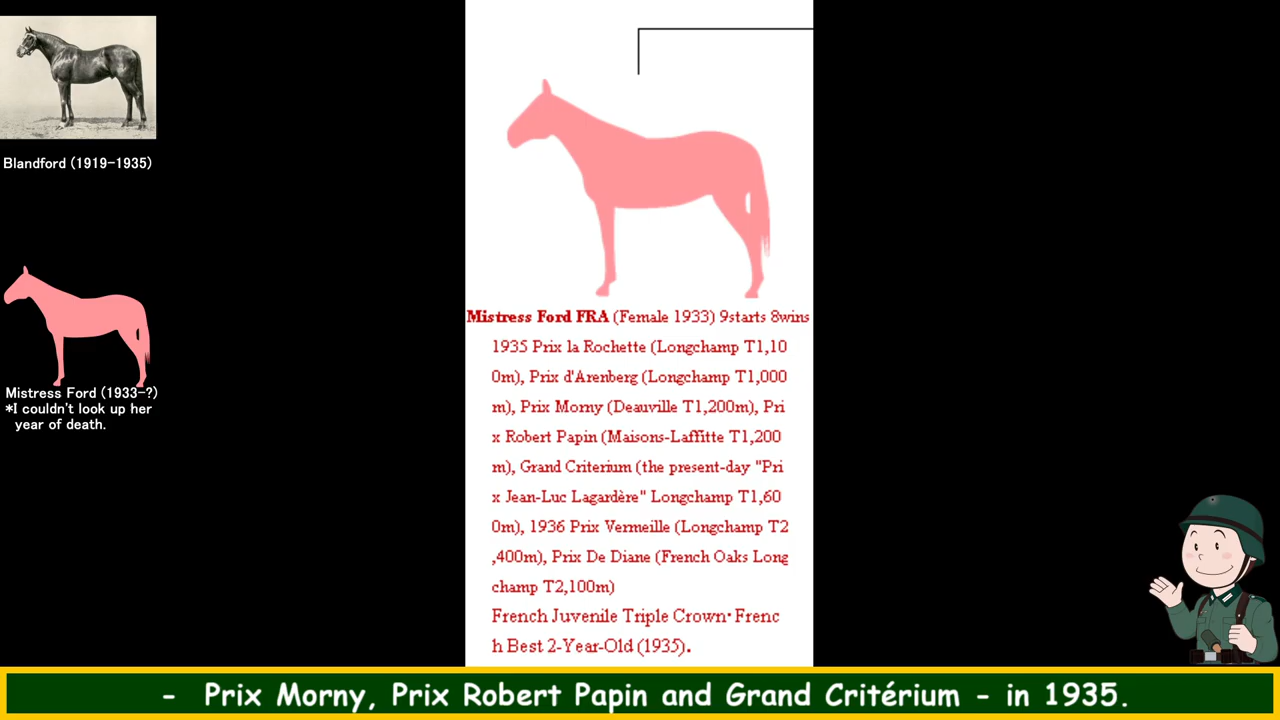 Blandford (1919-1935)
Mistress Ford (1933-?)
*I couldn't look up her
year of death.
Mistress Ford FRA (Female 1933) 9starts 8wins
1935 Prix la Rochette (Longchamp T1,10
0m), Prix d'Arenberg (Longchamp T1,000
m), Prix Morny (Deauville T1,200m), Pri
x Robert Papin (Maisons-Laffitte T1,200
m), Grand Criterium (the present-day "Pri
x Jean-Luc Lagardère" Longchamp T1,60
0m), 1936 Prix Vermeille (Longchamp T2
,400m), Prix De Diane (French Oaks Long
champ T2,100m)
French Juvenile Triple Crown・Frenc
h Best 2-Year-Old (1935).
- Prix Morny, Prix Robert Papin and Grand Critérium - in 1935.